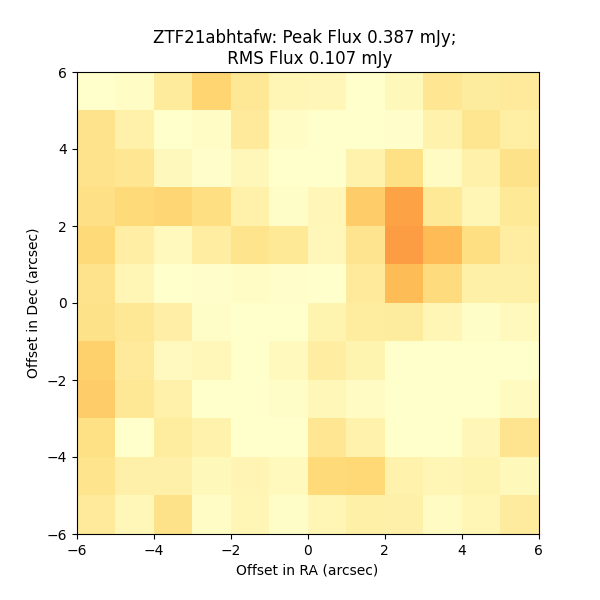 ZTF21abhtafw: Peak Flux 0.387 mJy;
RMS Flux 0.107 mJy
6
4
2
0
−2
−4
−6
Offset in Dec (arcsec)
−6 −4 −2 0 2 4 6
Offset in RA (arcsec)